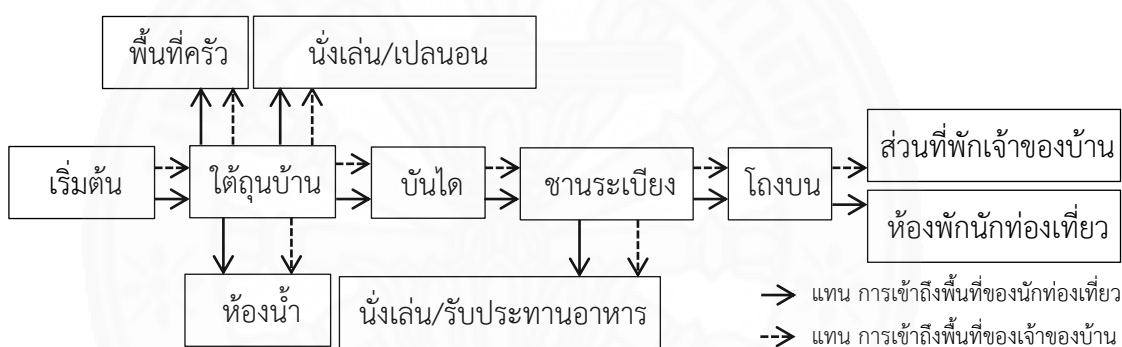 พื้นที่ครัว
นั่งเล่น/เปลนอน
เริ่มต้น
ใต้ถุนบ้าน
บันได
ชานระเบียง
โถงบน
ส่วนที่พักเจ้าของบ้าน
ห้องพักนักท่องเที่ยว
ห้องน้ำ
นั่งเล่น/รับประทานอาหาร
แทน การเข้าถึงพื้นที่ของนักท่องเที่ยว
แทน การเข้าถึงพื้นที่ของเจ้าของบ้าน